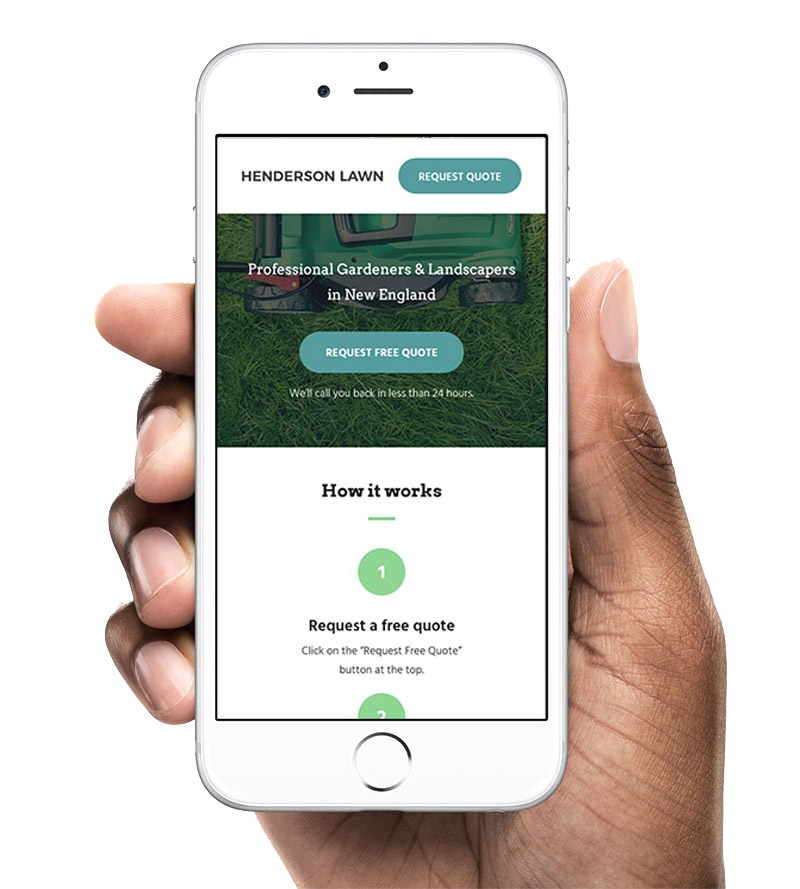 HENDERSON LAWN
REQUEST QUOTE
Professional Gardeners & Landscapers
in New England
REQUEST FREE QUOTE
We'll call you back in less than 24 hours.
How it works
1
Request a free quote
Click on the “Request Free Quote”
button at the top.
2